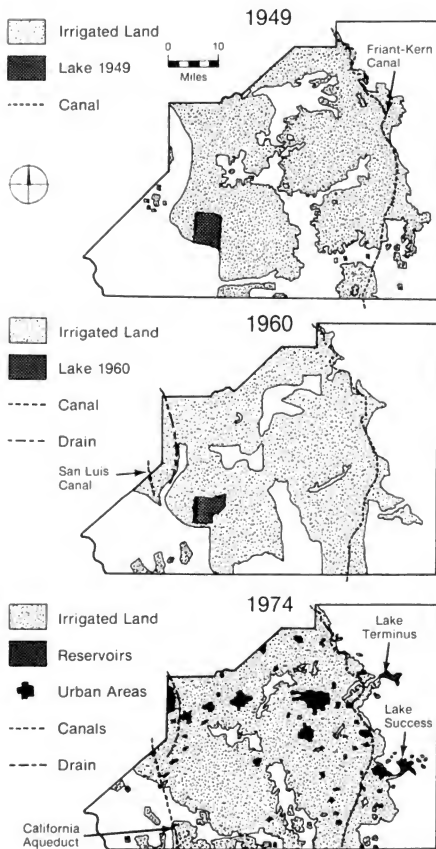 1949
Irrigated Land
Lake 1949
Canal
0 10
Miles
Friant-Kern
Canal
1960
Irrigated Land
Lake 1960
Canal
Drain
San Luis
Canal
1974
Irrigated Land
Reservoirs
Urban Areas
Canals
Drain
Lake
Terminus
Lake
Success
California
Aqueduct